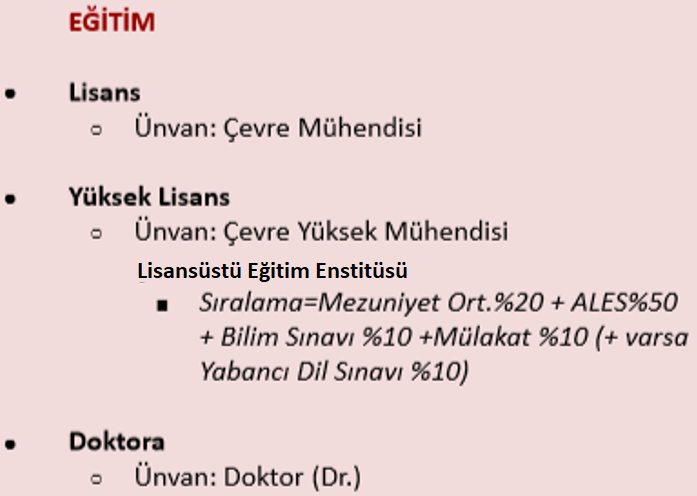 EĞİTİM
• Lisans
○ Ünvan: Çevre Mühendisi
• Yüksek Lisans
○ Ünvan: Çevre Yüksek Mühendisi
Lisansüstü Eğitim Enstitüsü
▪ Sıralama=Mezuniyet Ort.%20 + ALES%50
+ Bilim Sınavı %10 +Mülakat %10 (+ varsa
Yabancı Dil Sınavı %10)
• Doktora
○ Ünvan: Doktor (Dr.)